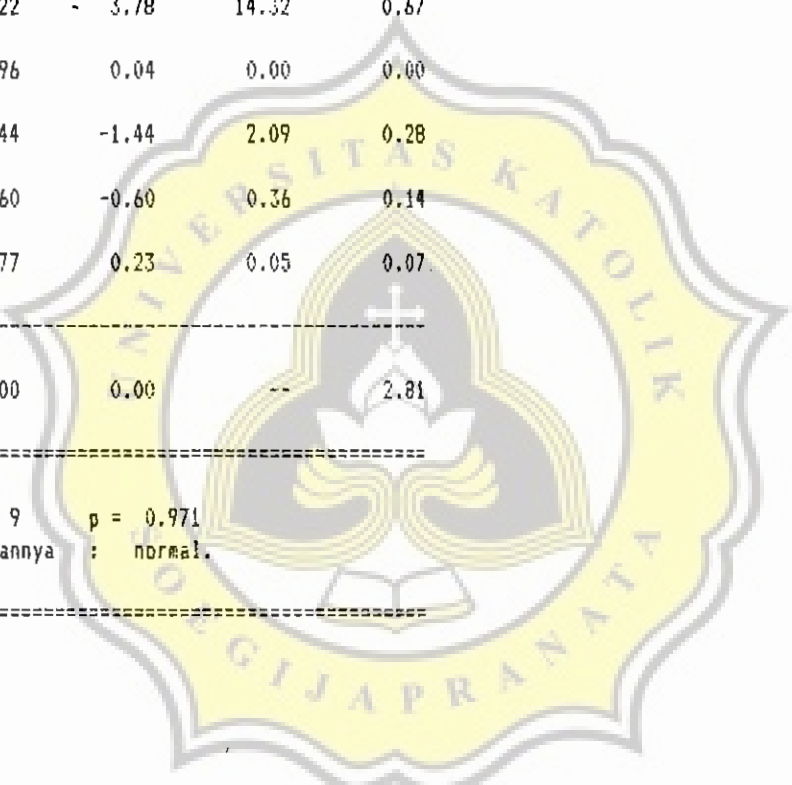 22 - 3.78 14.32 0.67
96 0.04 0.00 0.00
44 -1.44 2.09 0.28
60 -0.60 0.36 0.14
77 0.23 0.05 0.07
--------------------------------
00 0.00 -- 2.81
================================
9 p = 0.971
annya : normal.
================================
UNIVERSITAS KATOLIK
SOEGIJAPRANATA